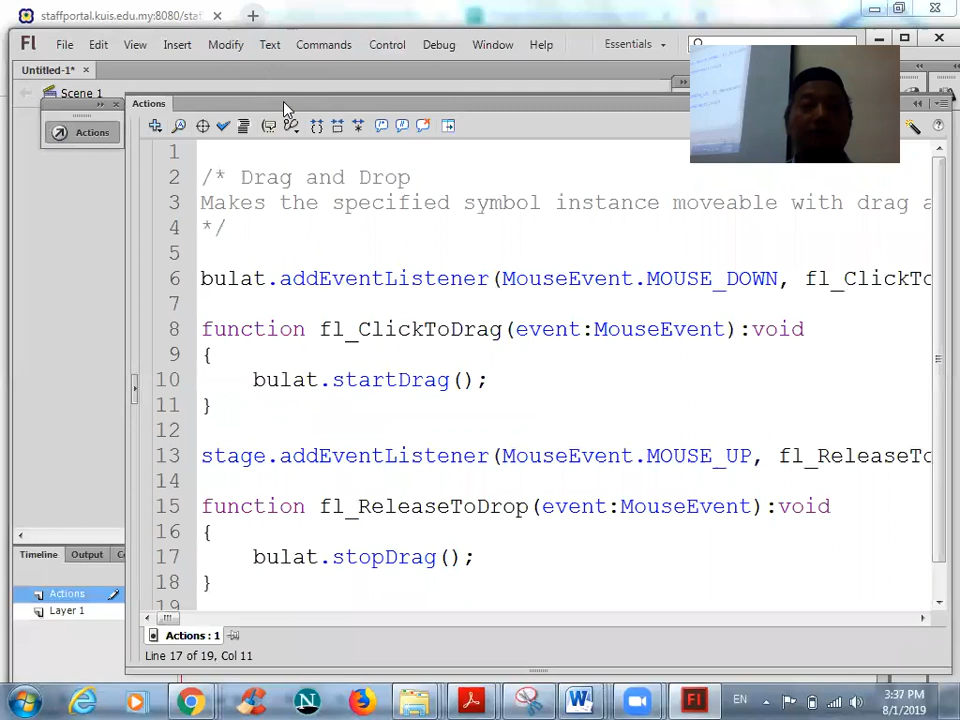 staffportal.kuis.edu.my:8080/staf
Fl File Edit View Insert Modify Text Commands Control Debug Window Help Essentials
Untitled-1*
Scene 1
Actions
Actions
1
2 /* Drag and Drop
3 Makes the specified symbol instance moveable with drag a
4 */
5
6 bulat.addEventListener(MouseEvent.MOUSE_DOWN, fl_ClickTo
7
8 function fl_ClickToDrag(event:MouseEvent):void
9 {
10 bulat.startDrag();
11 }
12
13 stage.addEventListener(MouseEvent.MOUSE_UP, fl_ReleaseTo
14
15 function fl_ReleaseToDrop(event:MouseEvent):void
16 {
17 bulat.stopDrag();
18 }
19
Timeline Output C
Actions
Layer 1
Actions : 1
Line 17 of 19, Col 11
EN
3:37 PM
8/1/2019